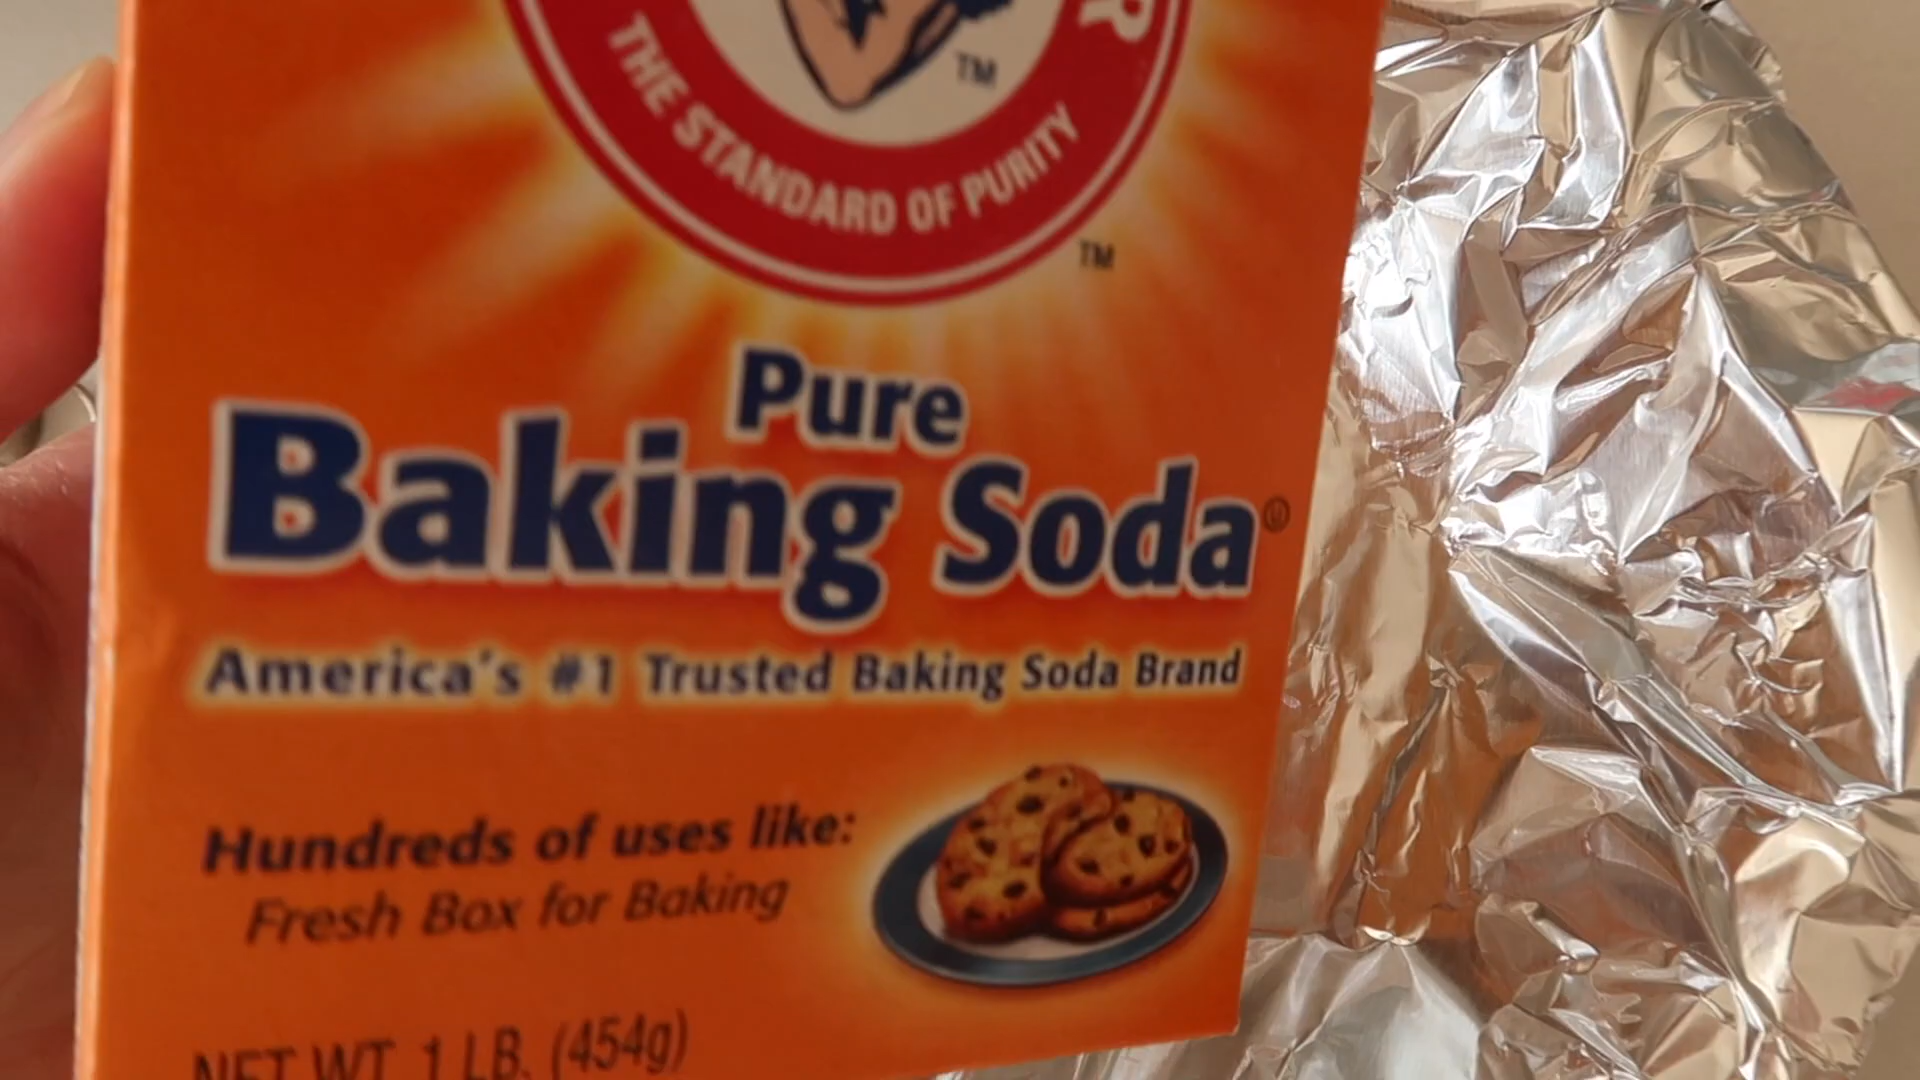 R
THE STANDARD OF PURITY
TM
TM
Pure
Baking Soda®
America's #1 Trusted Baking Soda Brand
Hundreds of uses like:
Fresh Box for Baking
NET WT. 1 LB. (454g)